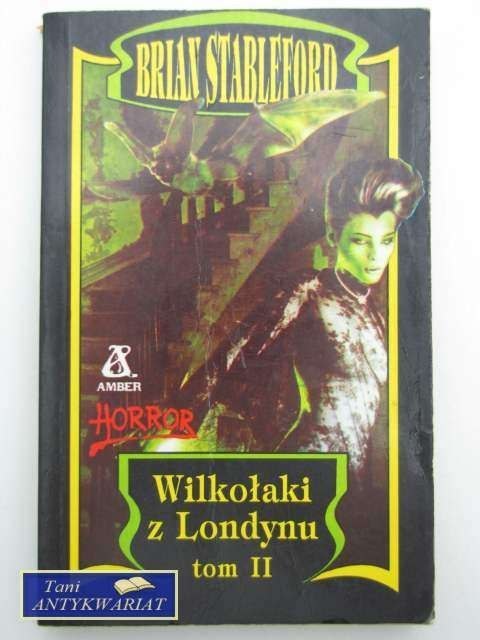 BRIAN STABLEFORD
AMBER
HORROR
Wilkołaki
z Londynu
tom II
Tani
ANTYKWARIAT